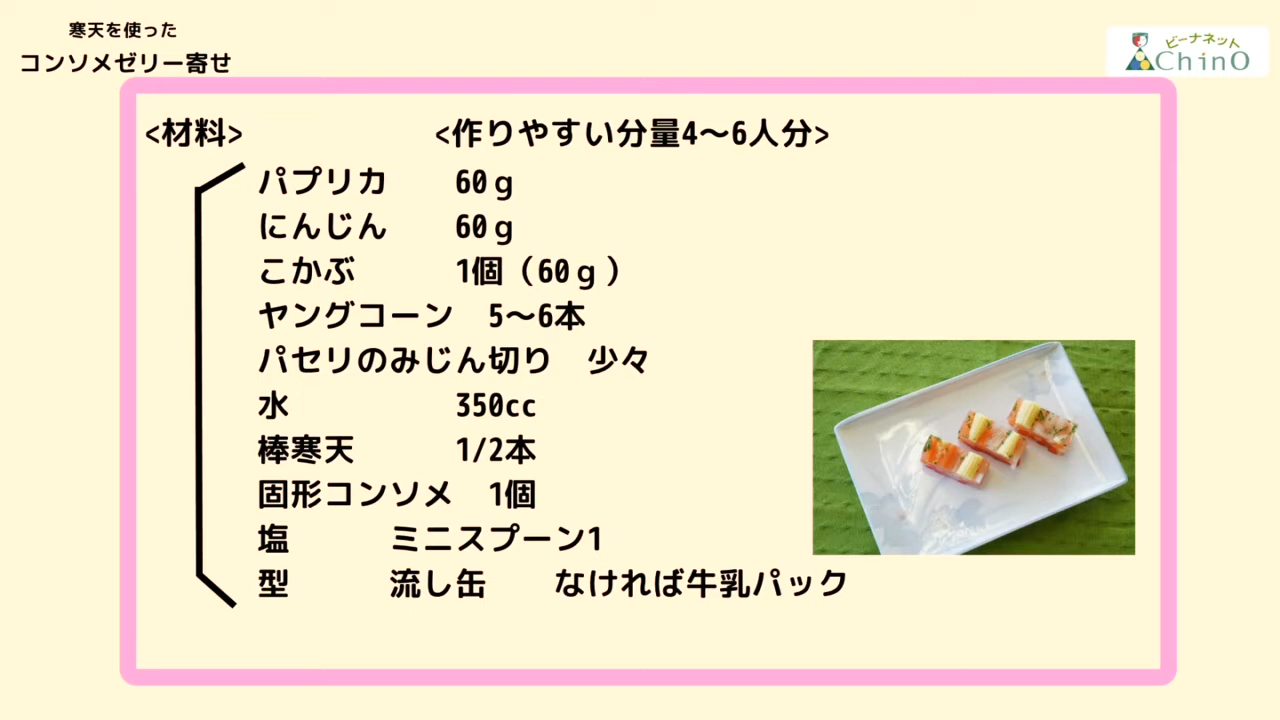 寒天を使った
コンソメゼリー寄せ
ビーナネット
ChinO
<材料> <作りやすい分量4〜6人分>
パプリカ 60ｇ
にんじん 60ｇ
こかぶ 1個（60ｇ）
ヤングコーン 5〜6本
パセリのみじん切り 少々
水 350cc
棒寒天 1/2本
固形コンソメ 1個
塩 ミニスプーン1
型 流し缶 なければ牛乳パック